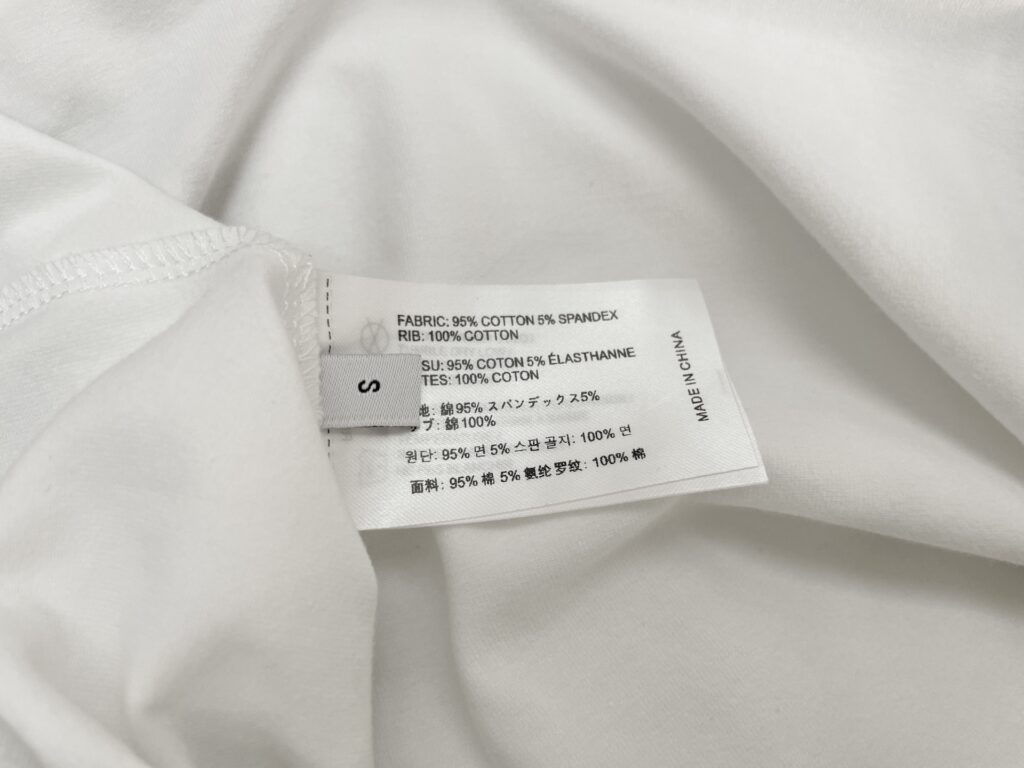 FABRIC: 95% COTTON 5% SPANDEX
RIB: 100% COTTON
SU: 95% COTON 5% ÉLASTHANNE
TES: 100% COTON
地: 綿95% スパンデックス5%
ブ: 綿100%
원단: 95% 면 5% 스판 골지: 100% 면
面料: 95% 棉 5% 氨纶 罗纹: 100% 棉
S
MADE IN CHINA